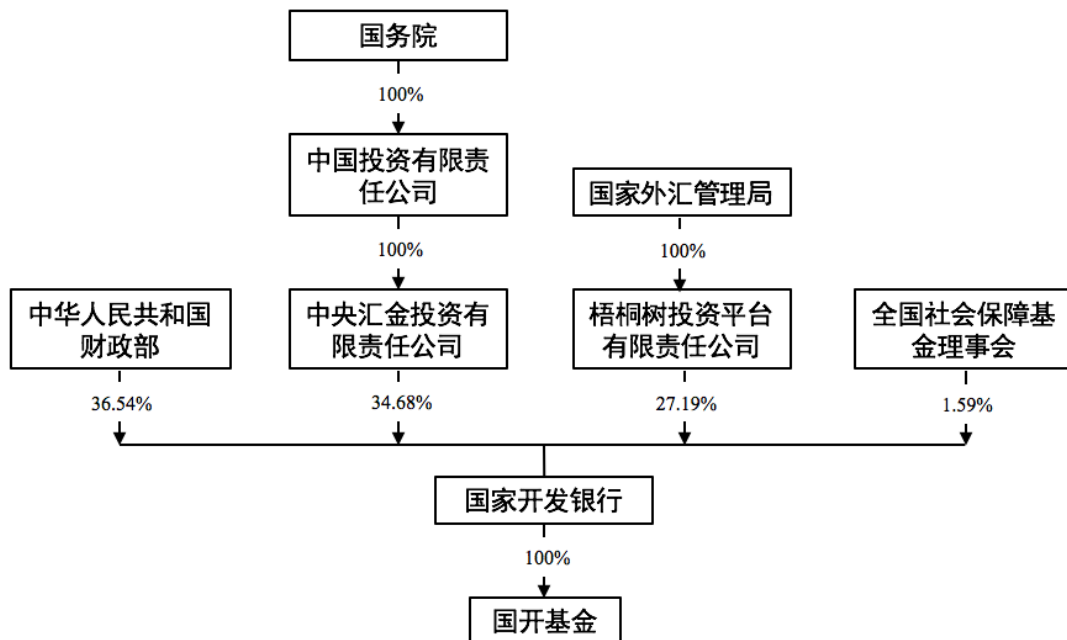 国务院
100%
中国投资有限责
任公司
国家外汇管理局
100%
100%
中华人民共和国
财政部
中央汇金投资有
限责任公司
梧桐树投资平台
有限责任公司
全国社会保障基
金理事会
36.54%
34.68%
27.19%
1.59%
国家开发银行
100%
国开基金